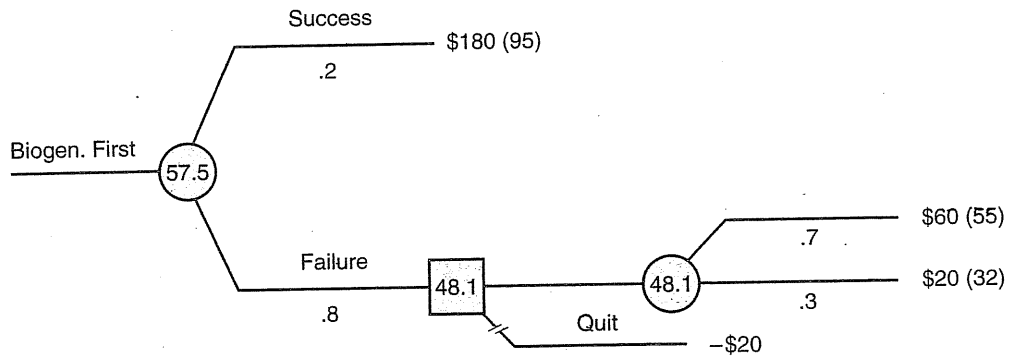 Success
$180 (95)
.2
Biogen. First
57.5
$60 (55)
.7
Failure
48.1
48.1
$20 (32)
.8
.3
Quit
–$20